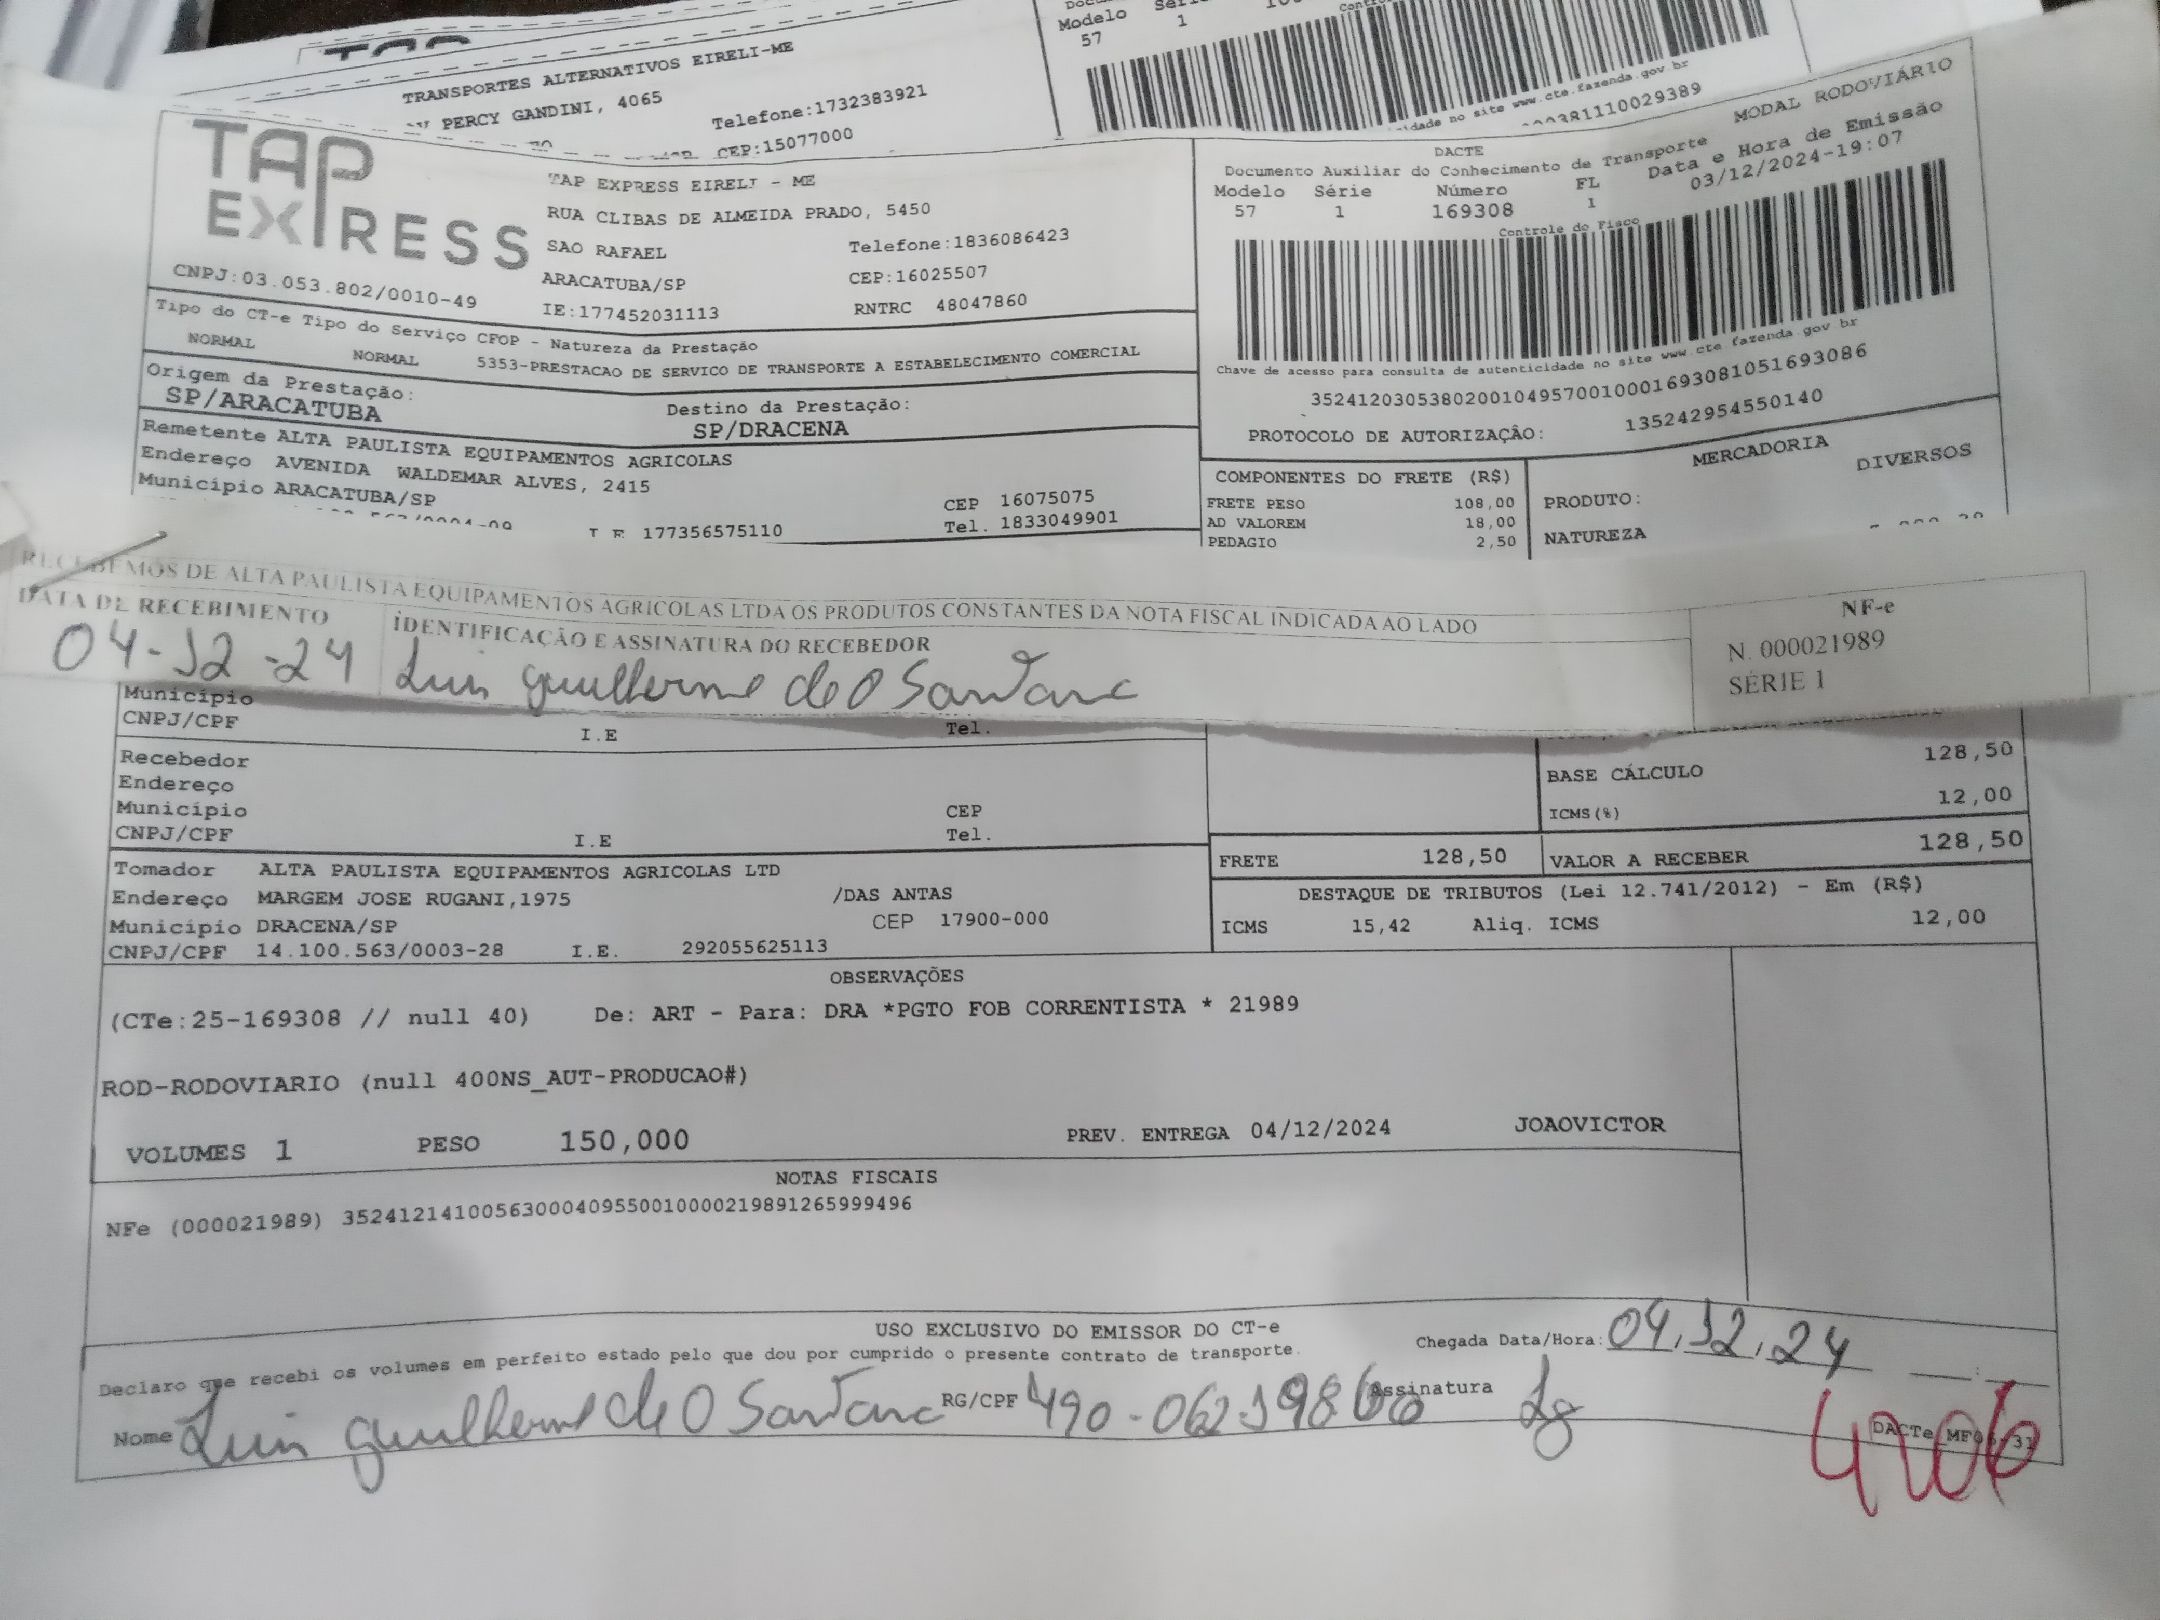 TRANSPORTES ALTERNATIVOS EIRELI-ME
PERCY GANDINI, 4065
Telefone:1732383921
CEP:15077000
Modelo
57
1
www.cte.fazenda.gov.br
TAP EXPRESS
CNPJ:03.053.802/0010-49
TAP EXPRESS EIRELI - ME
RUA CLIBAS DE ALMEIDA PRADO, 5450
SAO RAFAEL Telefone:1836086423
ARACATUBA/SP CEP:16025507
IE:177452031113 RNTRC 48047860
DACTE MODAL RODOVIÁRIO
Documento Auxiliar do Conhecimento de Transporte
Modelo Série Número FL Data e Hora de Emissão
57 1 169308 1 03/12/2024-19:07
Controle do Fisco
Chave de acesso para consulta de autenticidade no site www.cte.fazenda.gov.br
35241203053802001049570010001693081051693086
PROTOCOLO DE AUTORIZAÇÃO: 135242954550140
Tipo do CT-e Tipo do Serviço CFOP - Natureza da Prestação
NORMAL NORMAL 5353-PRESTACAO DE SERVICO DE TRANSPORTE A ESTABELECIMENTO COMERCIAL
Origem da Prestação: Destino da Prestação:
SP/ARACATUBA SP/DRACENA
Remetente ALTA PAULISTA EQUIPAMENTOS AGRICOLAS
Endereço AVENIDA WALDEMAR ALVES, 2415
Município ARACATUBA/SP CEP 16075075
I.E 177356575110 Tel. 1833049901
COMPONENTES DO FRETE (R$)
FRETE PESO 108,00
AD VALOREM 18,00
PEDAGIO 2,50
MERCADORIA
PRODUTO: DIVERSOS
NATUREZA
RECEBEMOS DE ALTA PAULISTA EQUIPAMENTOS AGRICOLAS LTDA OS PRODUTOS CONSTANTES DA NOTA FISCAL INDICADA AO LADO
DATA DE RECEBIMENTO IDENTIFICAÇÃO E ASSINATURA DO RECEBEDOR
04-12-24 Luis guilherme de O Santana
NF-e
N. 000021989
SÉRIE 1
Município
CNPJ/CPF I.E Tel.
Recebedor
Endereço
Município CEP
CNPJ/CPF I.E Tel.
128,50
BASE CÁLCULO
ICMS(%) 12,00
FRETE 128,50 VALOR A RECEBER 128,50
Tomador ALTA PAULISTA EQUIPAMENTOS AGRICOLAS LTD
Endereço MARGEM JOSE RUGANI,1975 /DAS ANTAS
Município DRACENA/SP CEP 17900-000
CNPJ/CPF 14.100.563/0003-28 I.E. 292055625113
DESTAQUE DE TRIBUTOS (Lei 12.741/2012) - Em (R$)
ICMS 15,42 Aliq. ICMS 12,00
OBSERVAÇÕES
(CTe:25-169308 // null 40) De: ART - Para: DRA *PGTO FOB CORRENTISTA * 21989
ROD-RODOVIARIO (null 400NS_AUT-PRODUCAO#)
VOLUMES 1 PESO 150,000 PREV. ENTREGA 04/12/2024 JOAOVICTOR
NOTAS FISCAIS
NFe (000021989) 35241214100563000409550010000219891265999496
USO EXCLUSIVO DO EMISSOR DO CT-e
Declaro que recebi os volumes em perfeito estado pelo que dou por cumprido o presente contrato de transporte. Chegada Data/Hora: 04,12,24
Nome Luis guilherme de O Santana RG/CPF Assinatura Lg
4206